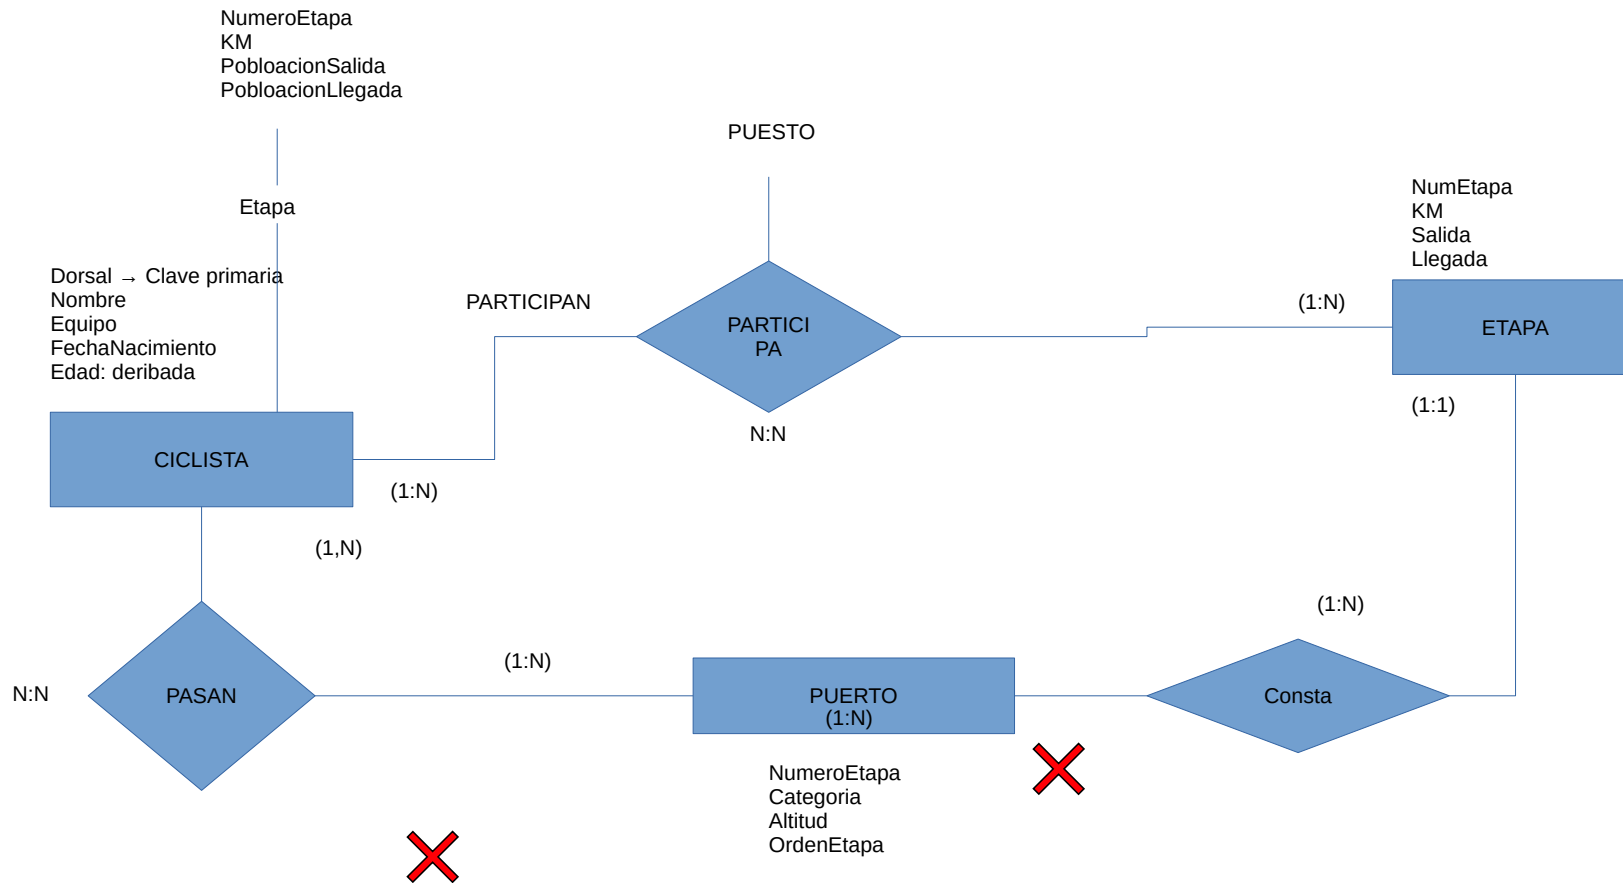 NumeroEtapa
KM
PobloacionSalida
PobloacionLlegada
PUESTO
Etapa
NumEtapa
KM
Salida
Llegada
Dorsal → Clave primaria
Nombre
Equipo
FechaNacimiento
Edad: deribada
PARTICIPAN
PARTICI
PA
(1:N)
ETAPA
N:N
(1:1)
CICLISTA
(1:N)
(1,N)
(1:N)
N:N
PASAN
(1:N)
PUERTO
(1:N)
Consta
NumeroEtapa
Categoria
Altitud
OrdenEtapa